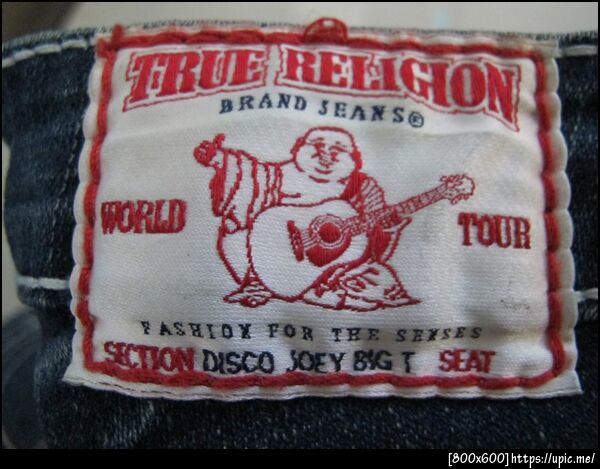 TRUE RELIGION
BRAND JEANS®
WORLD TOUR
FASHION FOR THE SENSES
SECTION DISCO JOEY BIG T SEAT
[800x600]https://upic.me/